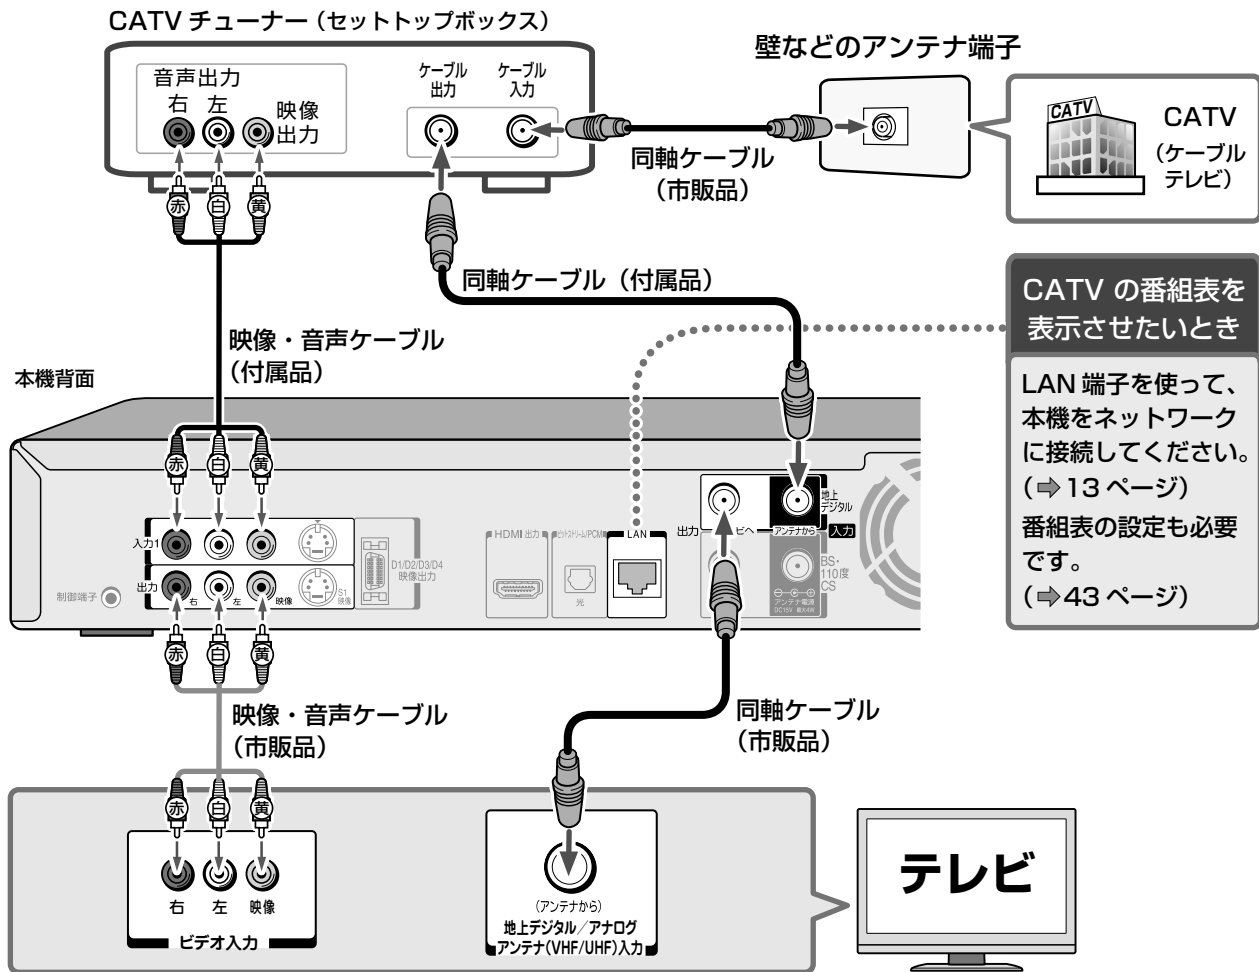 CATV チューナー(セットトップボックス)
音声出力
右 左
映像
出力
ケーブル
出力
ケーブル
入力
壁などのアンテナ端子
CATV
CATV
(ケーブル
テレビ)
同軸ケーブル
(市販品)
赤 白 黄
同軸ケーブル(付属品)
映像・音声ケーブル
(付属品)
CATV の番組表を
表示させたいとき
LAN 端子を使って、
本機をネットワーク
に接続してください。
(⇨13 ページ)
番組表の設定も必要
です。
(⇨43 ページ)
本機背面
赤 白 黄
入力1
出力
右 左 映像
S1
映像
制御端子
D1/D2/D3/D4
映像出力
HDMI 出力
ビットストリーム/PCM
光
LAN
出力
ビへ
アンテナから
入力
地上
デジタル
BS・
110度
CS
アンテナ電源
DC15V 最大4W
赤 白 黄
映像・音声ケーブル
(市販品)
同軸ケーブル
(市販品)
赤 白 黄
右 左 映像
ビデオ入力
(アンテナから)
地上デジタル/アナログ
アンテナ(VHF/UHF)入力
テレビ